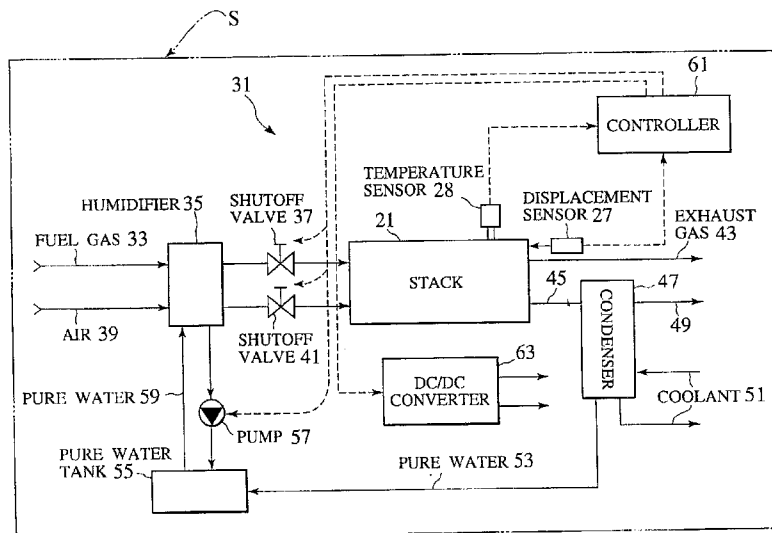 S
61
31
CONTROLLER
TEMPERATURE
SENSOR 28
SHUTOFF
VALVE 37
DISPLACEMENT
SENSOR 27
HUMIDIFIER 35
21
EXHAUST
GAS 43
FUEL GAS 33
STACK
45
47
CONDENSER
49
AIR 39
SHUTOFF
VALVE 41
63
DC/DC
CONVERTER
COOLANT 51
PURE WATER 59
PUMP 57
PURE WATER
TANK 55
PURE WATER 53